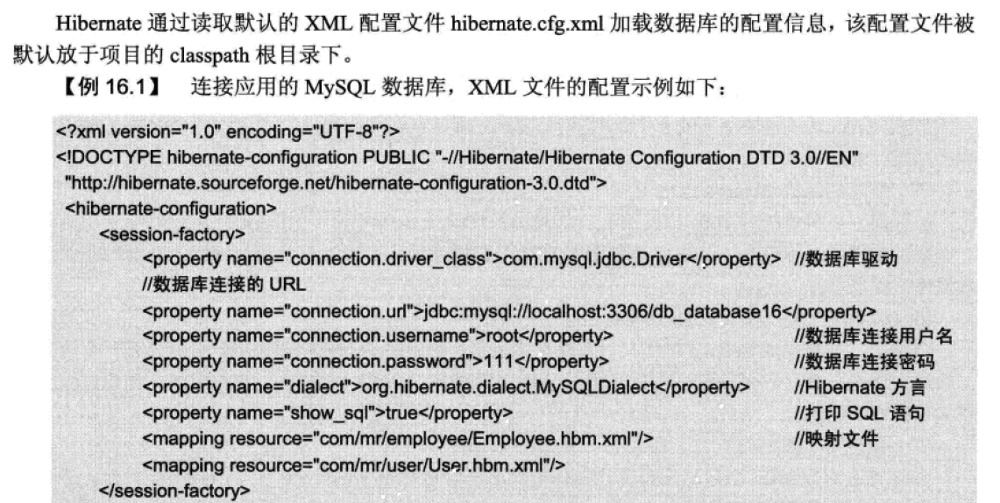 Hibernate 通过读取默认的 XML 配置文件 hibernate.cfg.xml 加载数据库的配置信息，该配置文件被
默认放于项目的 classpath 根目录下。
【例 16.1】 连接应用的 MySQL 数据库，XML 文件的配置示例如下：
<?xml version="1.0" encoding="UTF-8"?>
<!DOCTYPE hibernate-configuration PUBLIC "-//Hibernate/Hibernate Configuration DTD 3.0//EN"
"http://hibernate.sourceforge.net/hibernate-configuration-3.0.dtd">
<hibernate-configuration>
<session-factory>
<property name="connection.driver_class">com.mysql.jdbc.Driver</property> //数据库驱动
//数据库连接的 URL
<property name="connection.url">jdbc:mysql://localhost:3306/db_database16</property>
<property name="connection.username">root</property> //数据库连接用户名
<property name="connection.password">111</property> //数据库连接密码
<property name="dialect">org.hibernate.dialect.MySQLDialect</property> //Hibernate 方言
<property name="show_sql">true</property> //打印 SQL 语句
<mapping resource="com/mr/employee/Employee.hbm.xml"/> //映射文件
<mapping resource="com/mr/user/User.hbm.xml"/>
</session-factory>